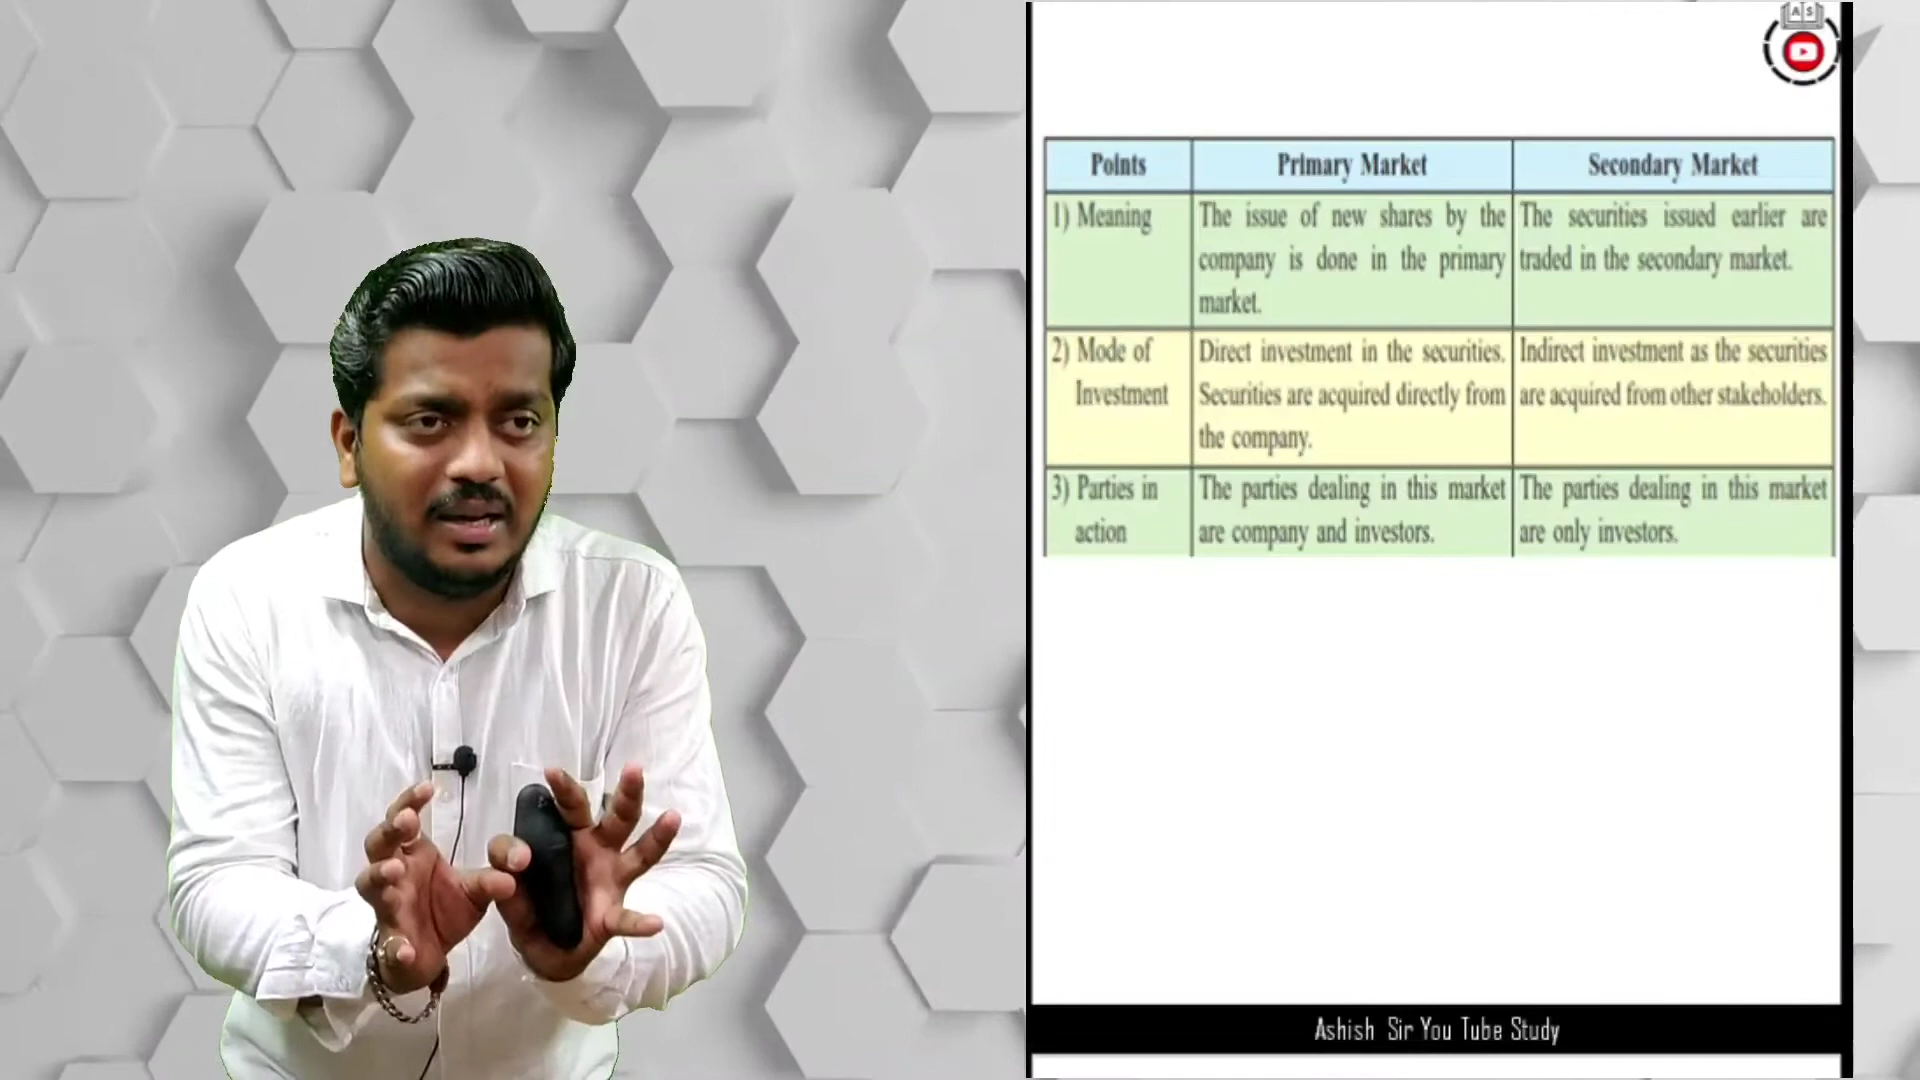 A S
Points Primary Market Secondary Market
1) Meaning The issue of new shares by the The securities issued earlier are
company is done in the primary traded in the secondary market.
market.
2) Mode of Direct investment in the securities. Indirect investment as the securities
Investment Securities are acquired directly from are acquired from other stakeholders.
the company.
3) Parties in The parties dealing in this market The parties dealing in this market
action are company and investors. are only investors.
Ashish Sir You Tube Study